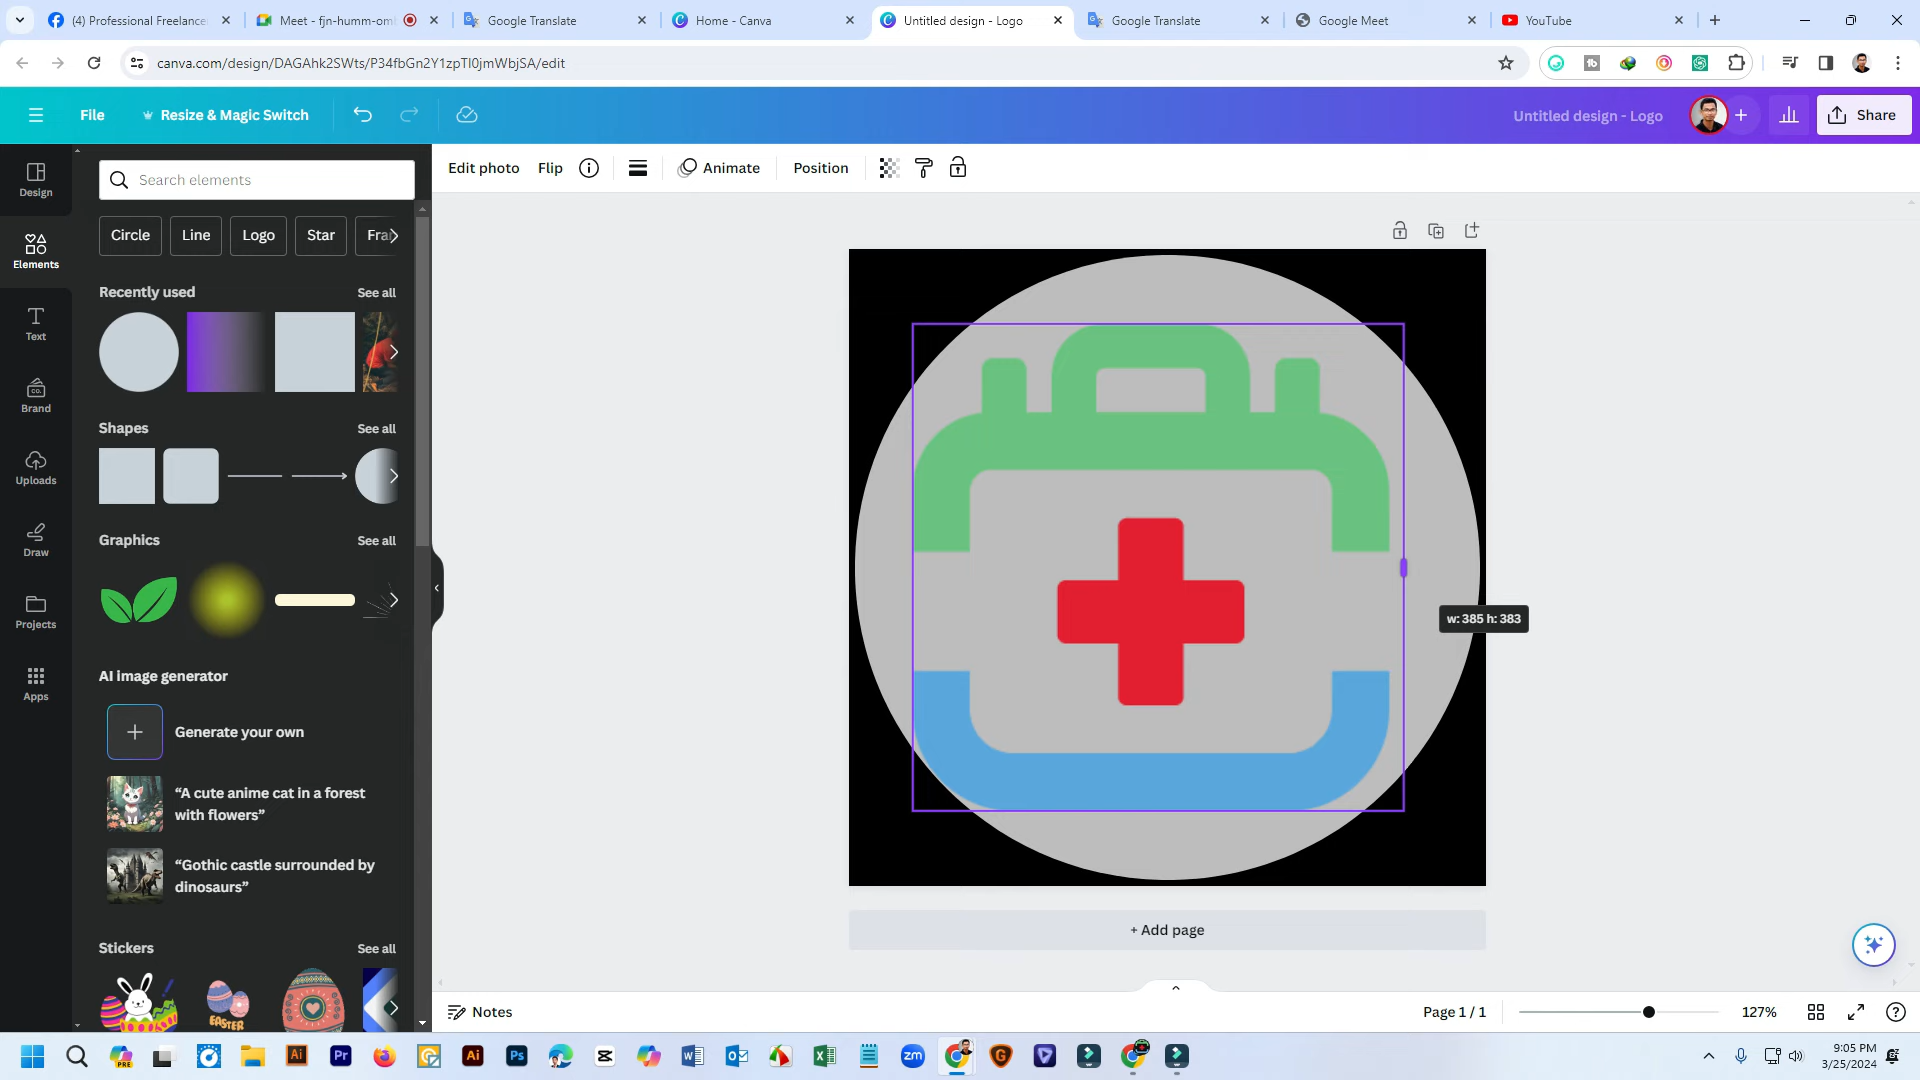 (4) Professional Freelance
Meet - fjn-humm-omb
Google Translate
Home - Canva
Untitled design - Logo
Google Translate
Google Meet
YouTube
canva.com/design/DAGAhk2SWts/P34fbGn2Y1zpTl0jmWbjSA/edit
File
Resize & Magic Switch
Untitled design - Logo
Share
Design
Elements
Text
Brand
Uploads
Draw
Projects
Apps
Search elements
Circle
Line
Logo
Star
Fra
Recently used
See all
Shapes
See all
Graphics
See all
AI image generator
Generate your own
“A cute anime cat in a forest
with flowers”
“Gothic castle surrounded by
dinosaurs”
Stickers
See all
EASTER
Edit photo
Flip
Animate
Position
w: 385 h: 383
+ Add page
Notes
Page 1 / 1
127%
9:05 PM
3/25/2024